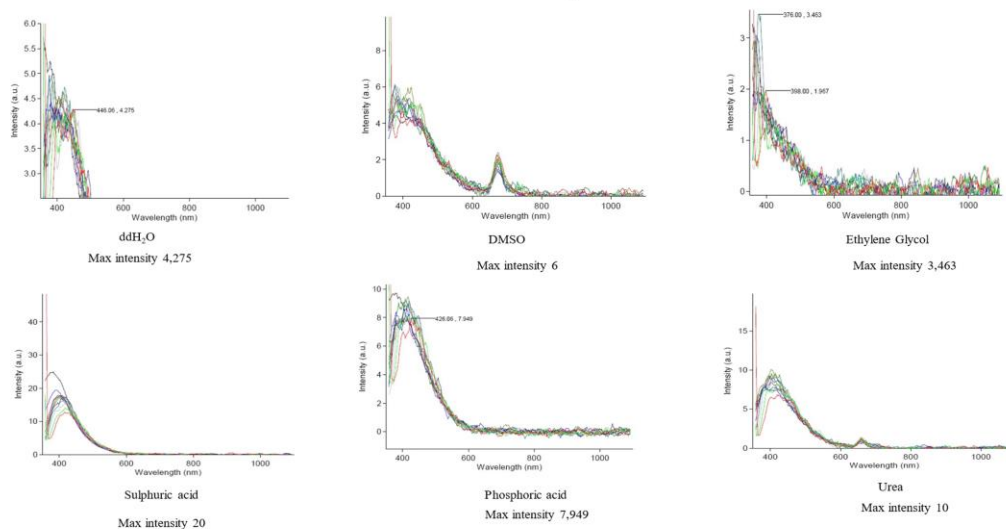 6.0
5.5
5.0
4.5
4.0
3.5
3.0
Intensity (a.u.)
446.06 , 4.275
400 600 800 1000
Wavelength (nm)
ddH₂O
Max intensity 4,275
8
6
4
2
0
Intensity (a.u.)
400 600 800 1000
Wavelength (nm)
DMSO
Max intensity 6
3
2
1
0
Intensity (a.u.)
376.00 , 3.463
398.00 , 1.967
400 600 800 1000
Wavelength (nm)
Ethylene Glycol
Max intensity 3,463
40
30
20
10
0
Intensity (a.u.)
400 600 800 1000
Wavelength (nm)
Sulphuric acid
Max intensity 20
10
8
6
4
2
0
Intensity (a.u.)
426.06 , 7.949
400 600 800 1000
Wavelength (nm)
Phosphoric acid
Max intensity 7,949
15
10
5
0
Intensity (a.u.)
400 600 800 1000
Wavelength (nm)
Urea
Max intensity 10